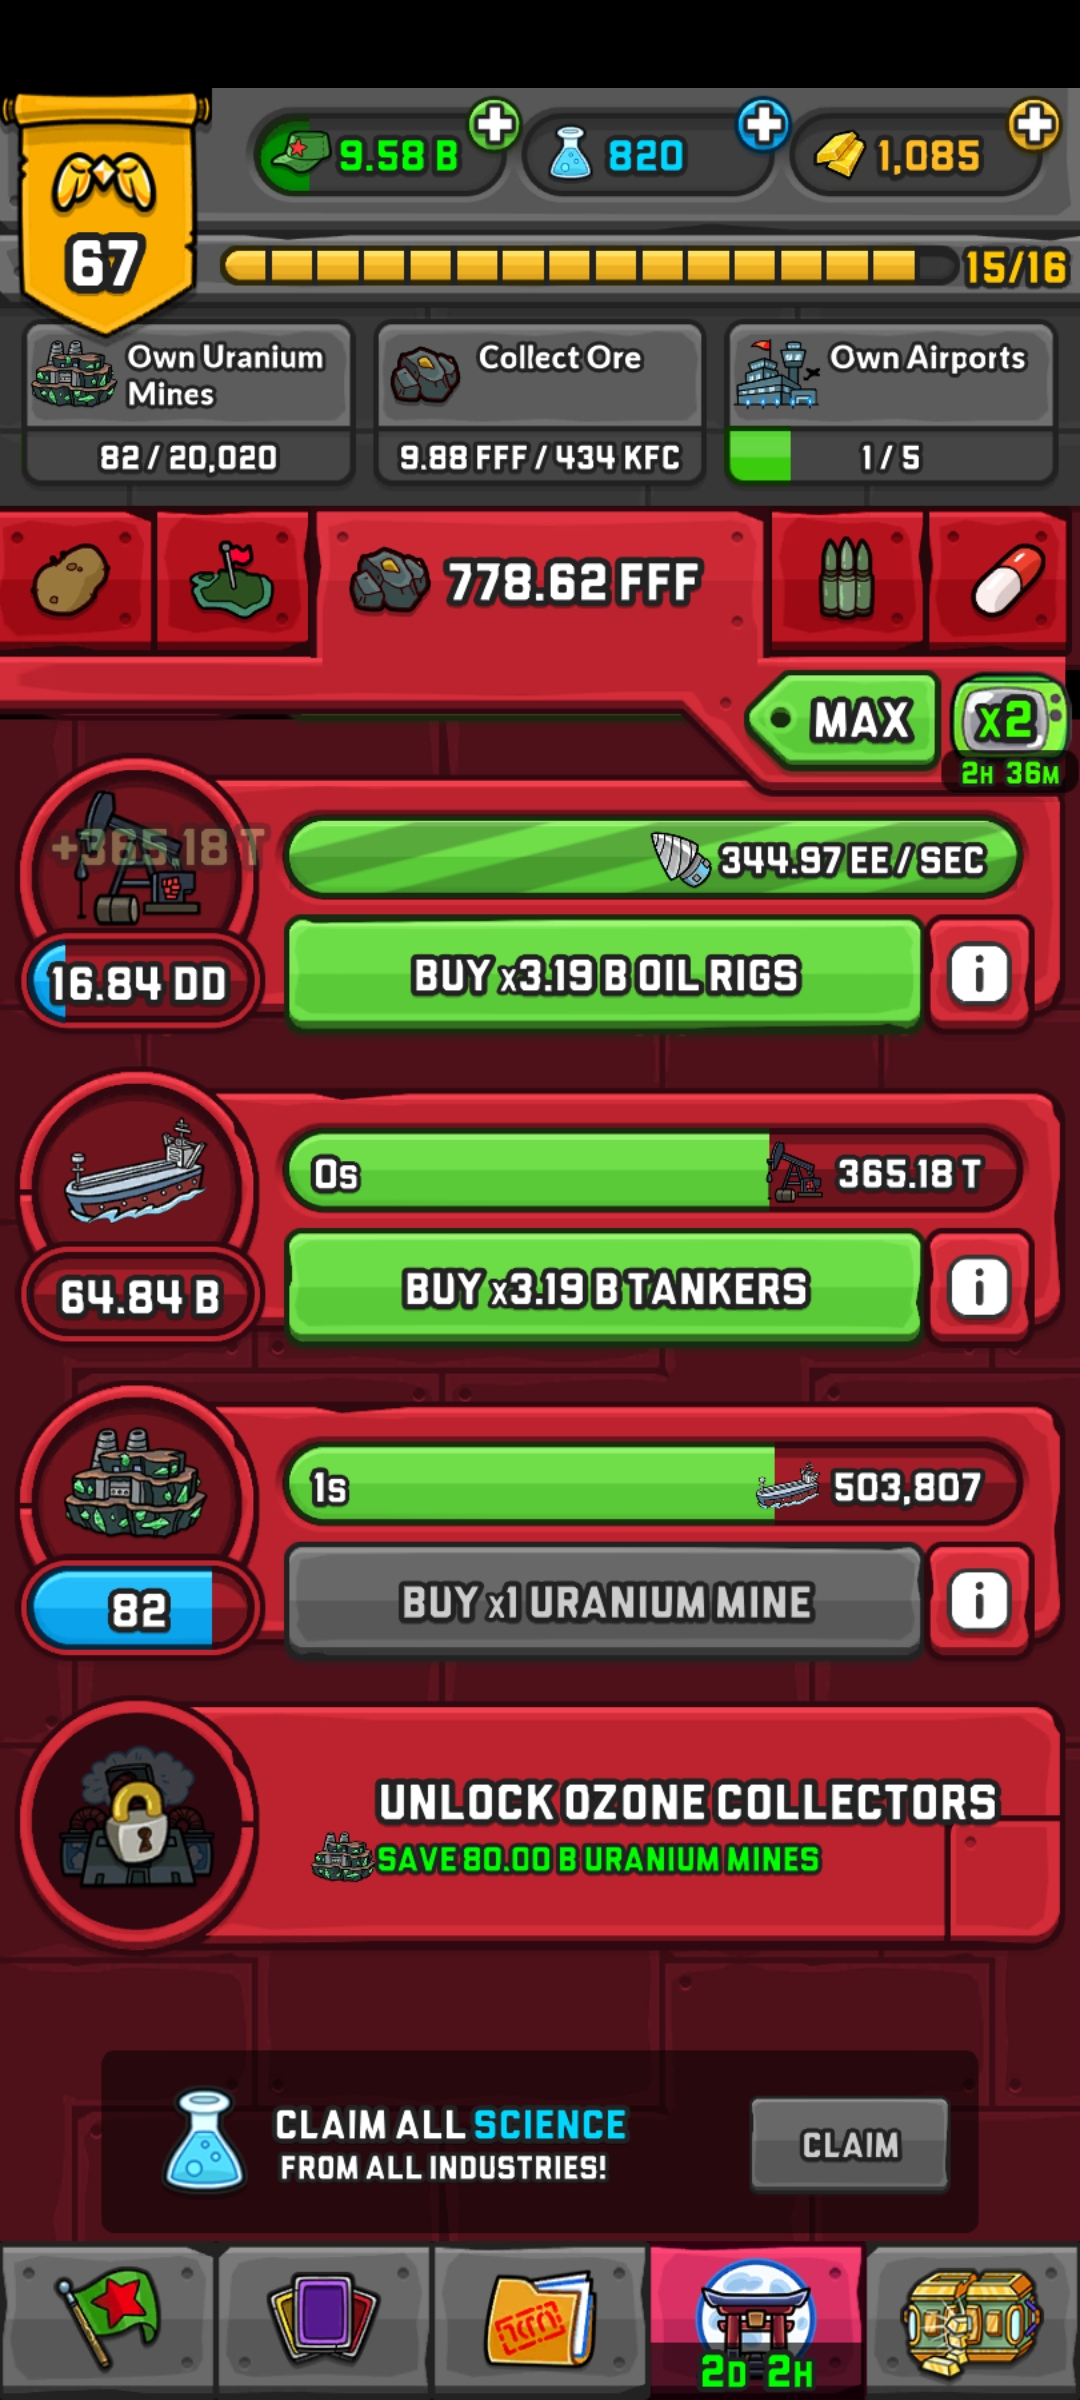 9.58 B
820
1,085
67
15/16
Own Uranium
Mines
82 / 20,020
Collect Ore
9.88 FFF / 434 KFC
Own Airports
1 / 5
778.62 FFF
MAX
x2
2H 36M
+365.18 T
344.97 EE / SEC
16.84 DD
BUY x3.19 B OIL RIGS
i
0s
365.18 T
64.84 B
BUY x3.19 B TANKERS
i
1s
503,807
82
BUY x1 URANIUM MINE
i
UNLOCK OZONE COLLECTORS
SAVE 80.00 B URANIUM MINES
CLAIM ALL SCIENCE
FROM ALL INDUSTRIES!
CLAIM
2D 2H